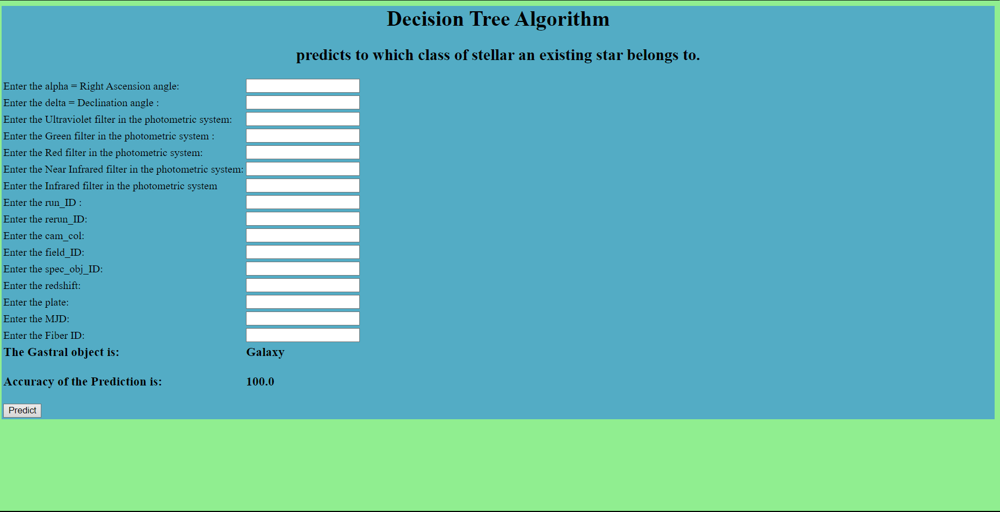 Decision Tree Algorithm
predicts to which class of stellar an existing star belongs to.
Enter the alpha = Right Ascension angle:
Enter the delta = Declination angle :
Enter the Ultraviolet filter in the photometric system:
Enter the Green filter in the photometric system :
Enter the Red filter in the photometric system:
Enter the Near Infrared filter in the photometric system:
Enter the Infrared filter in the photometric system
Enter the run_ID :
Enter the rerun_ID:
Enter the cam_col:
Enter the field_ID:
Enter the spec_obj_ID:
Enter the redshift:
Enter the plate:
Enter the MJD:
Enter the Fiber ID:
The Gastral object is: Galaxy
Accuracy of the Prediction is: 100.0
Predict